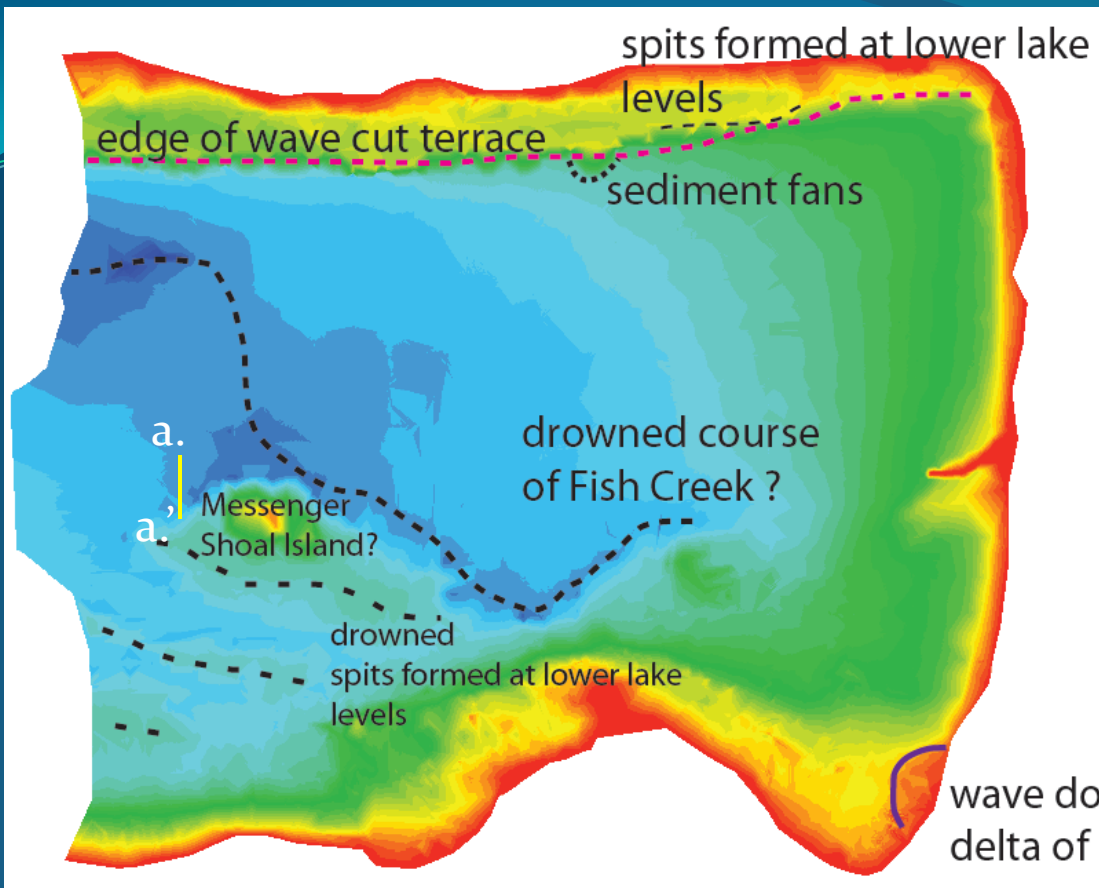 spits formed at lower lake
levels
edge of wave cut terrace
sediment fans
a.
drowned course
of Fish Creek ?
Messenger
a.’
Shoal Island?
drowned
spits formed at lower lake
levels
wave do
delta of